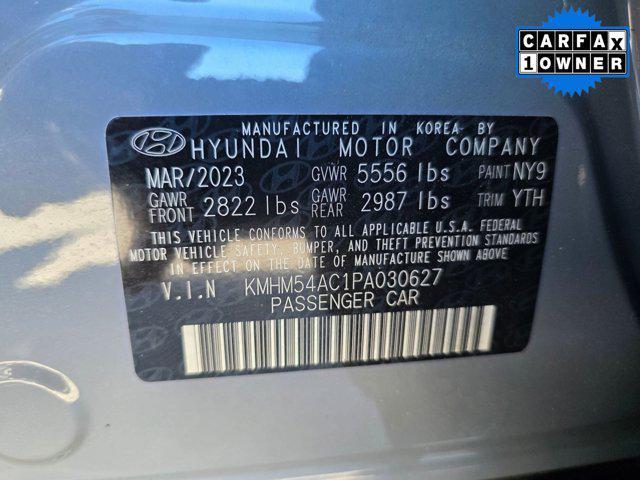 CARFAX
1 OWNER
MANUFACTURED IN KOREA BY
HYUNDAI MOTOR COMPANY
MAR/2023 GVWR 5556 lbs PAINT NY9
GAWR FRONT 2822 lbs GAWR REAR 2987 lbs TRIM YTH
THIS VEHICLE CONFORMS TO ALL APPLICABLE U.S.A. FEDERAL
MOTOR VEHICLE SAFETY, BUMPER, AND THEFT PREVENTION STANDARDS
IN EFFECT ON THE DATE OF MANUFACTURE SHOWN ABOVE.
V.I.N KMHM54AC1PA030627
PASSENGER CAR